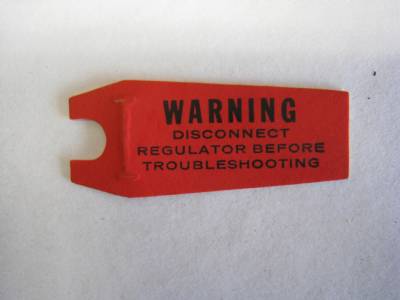 WARNING
DISCONNECT
REGULATOR BEFORE
TROUBLESHOOTING